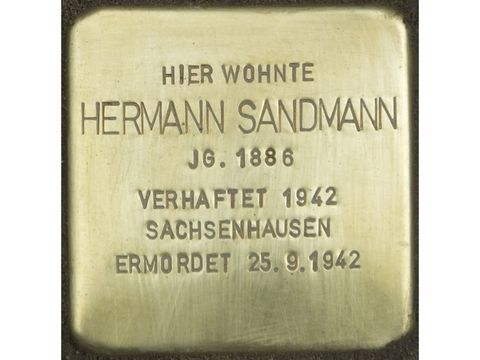 HIER WOHNTE
HERMANN SANDMANN
JG. 1886
VERHAFTET 1942
SACHSENHAUSEN
ERMORDET 25.9.1942